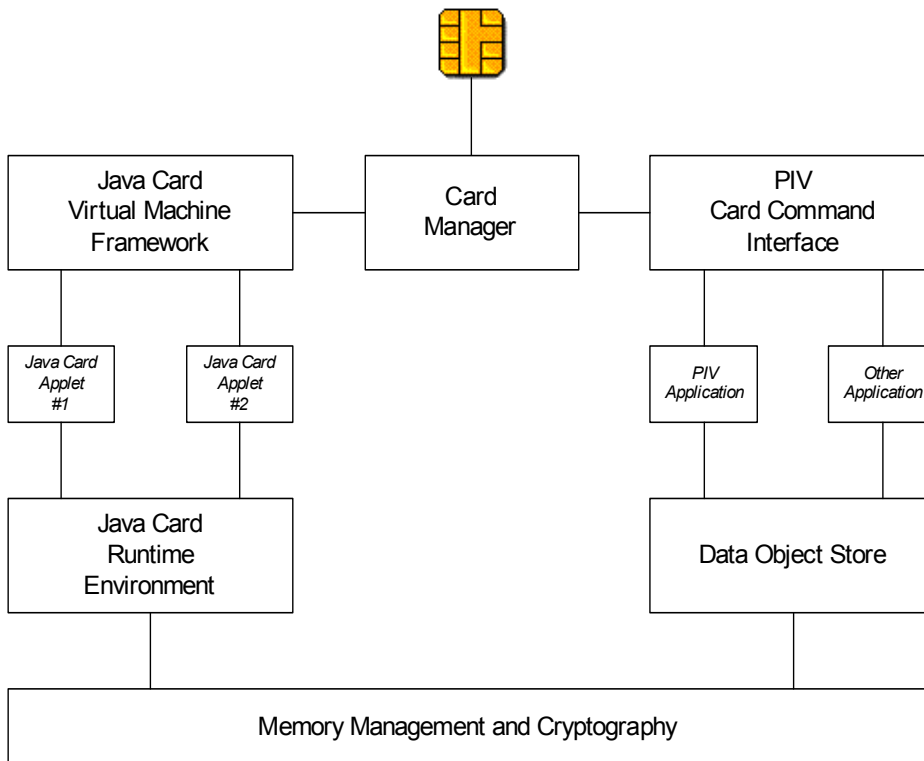 Java Card
Virtual Machine
Framework
Card
Manager
PIV
Card Command
Interface
Java Card
Applet
#1
Java Card
Applet
#2
PIV
Application
Other
Application
Java Card
Runtime
Environment
Data Object Store
Memory Management and Cryptography